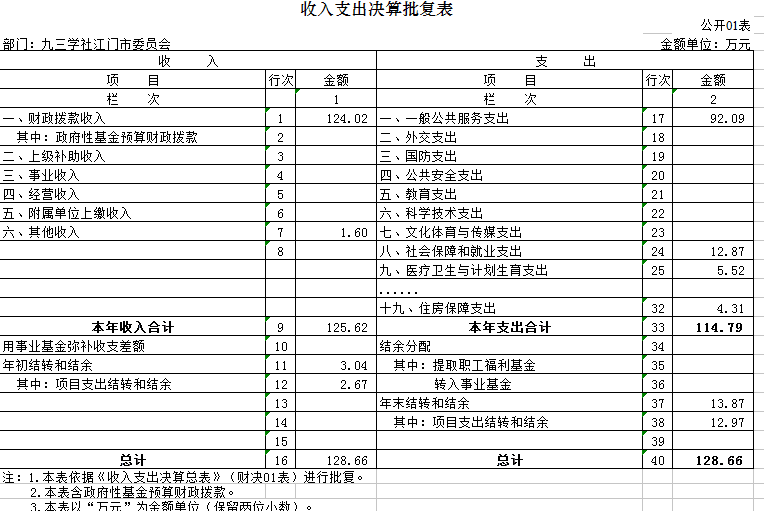 收入支出决算批复表
公开01表
部门：九三学社江门市委员会 金额单位：万元
收 入 支 出
项 目 行次 金额 项 目 行次 金额
栏 次 1 栏 次 2
一、财政拨款收入 1 124.02 一、一般公共服务支出 17 92.09
其中：政府性基金预算财政拨款 2 二、外交支出 18
二、上级补助收入 3 三、国防支出 19
三、事业收入 4 四、公共安全支出 20
四、经营收入 5 五、教育支出 21
五、附属单位上缴收入 6 六、科学技术支出 22
六、其他收入 7 1.60 七、文化体育与传媒支出 23
8 八、社会保障和就业支出 24 12.87
九、医疗卫生与计划生育支出 25 5.52
......
十九、住房保障支出 32 4.31
本年收入合计 9 125.62 本年支出合计 33 114.79
用事业基金弥补收支差额 10 结余分配 34
年初结转和结余 11 3.04 其中：提取职工福利基金 35
其中：项目支出结转和结余 12 2.67 转入事业基金 36
13 年末结转和结余 37 13.87
14 其中：项目支出结转和结余 38 12.97
15 39
总计 16 128.66 总计 40 128.66
注：1.本表依据《收入支出决算总表》（财决01表）进行批复。
2.本表含政府性基金预算财政拨款。
3.本表以“万元”为金额单位（保留两位小数）。